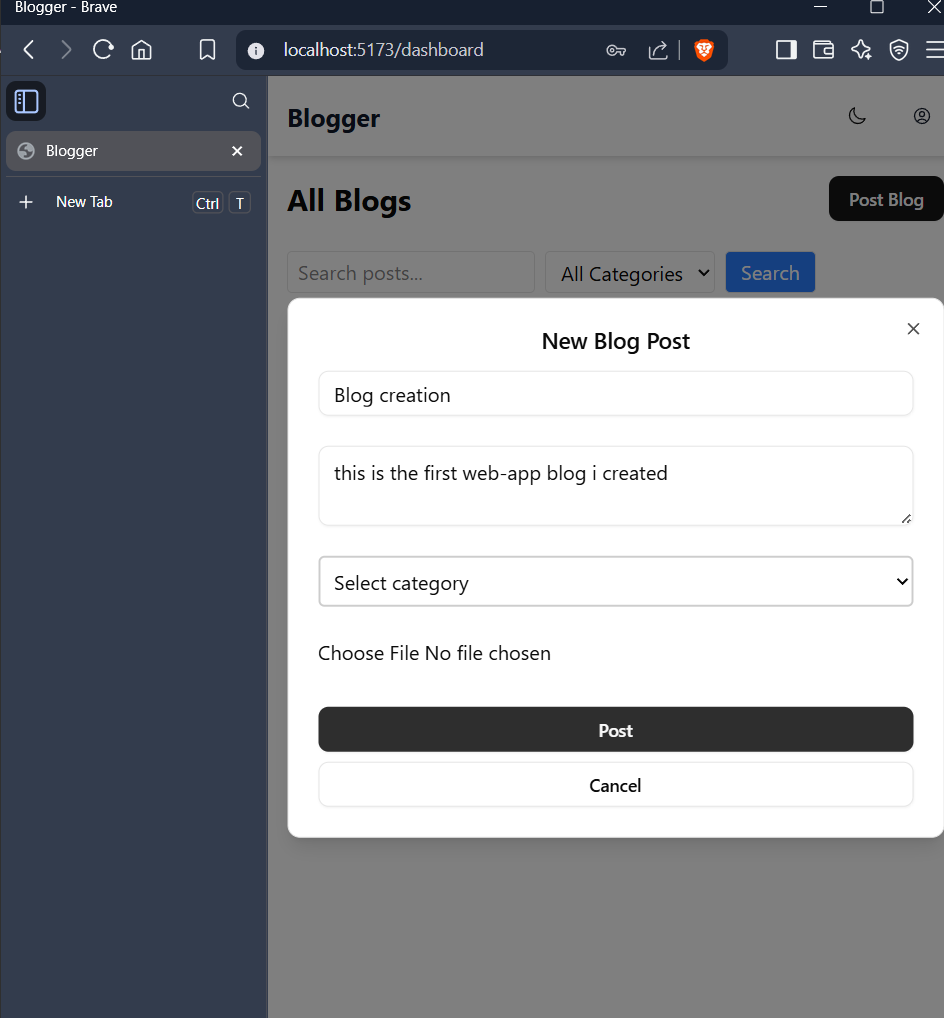 Blogger - Brave
localhost:5173/dashboard
Blogger
New Tab Ctrl T
Blogger
All Blogs
Post Blog
Search posts...
All Categories
Search
New Blog Post
Blog creation
this is the first web-app blog i created
Select category
Choose File No file chosen
Post
Cancel